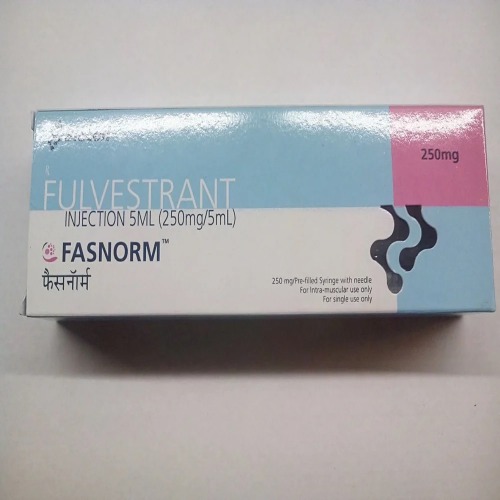 250mg
FULVESTRANT
INJECTION 5ML (250mg/5mL)
FASNORM™
फैसनॉर्म
250 mg/Pre-filled Syringe with needle
For Intra-muscular use only
For single use only